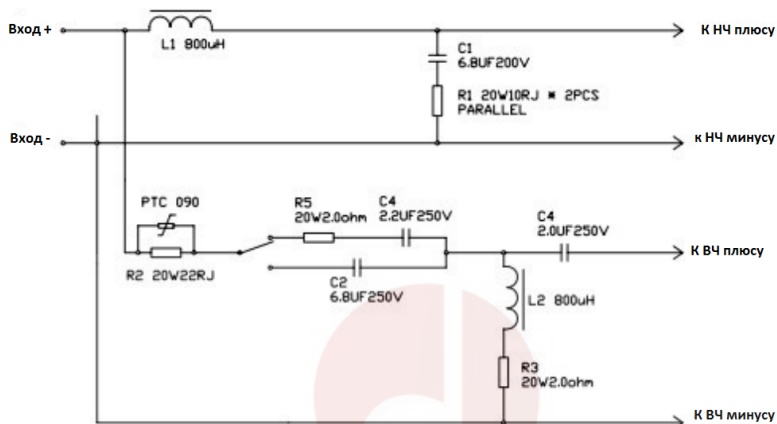 Вход +
К НЧ плюсу
L1 800uH
C1
6.8UF200V
R1 20W10RJ * 2PCS
PARALLEL
Вход -
к НЧ минусу
PTC 090
R5
20W2.0ohm
C4
2.2UF250V
C4
2.0UF250V
К ВЧ плюсу
R2 20W22RJ
C2
6.8UF250V
L2 800uH
R3
20W2.0ohm
К ВЧ минусу